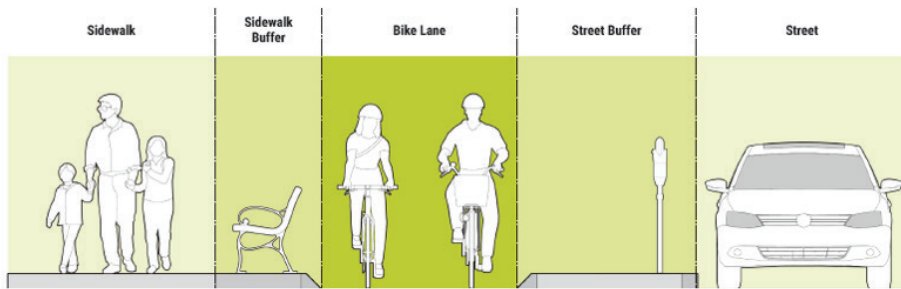 Sidewalk
Sidewalk
Buffer
Bike Lane
Street Buffer
Street